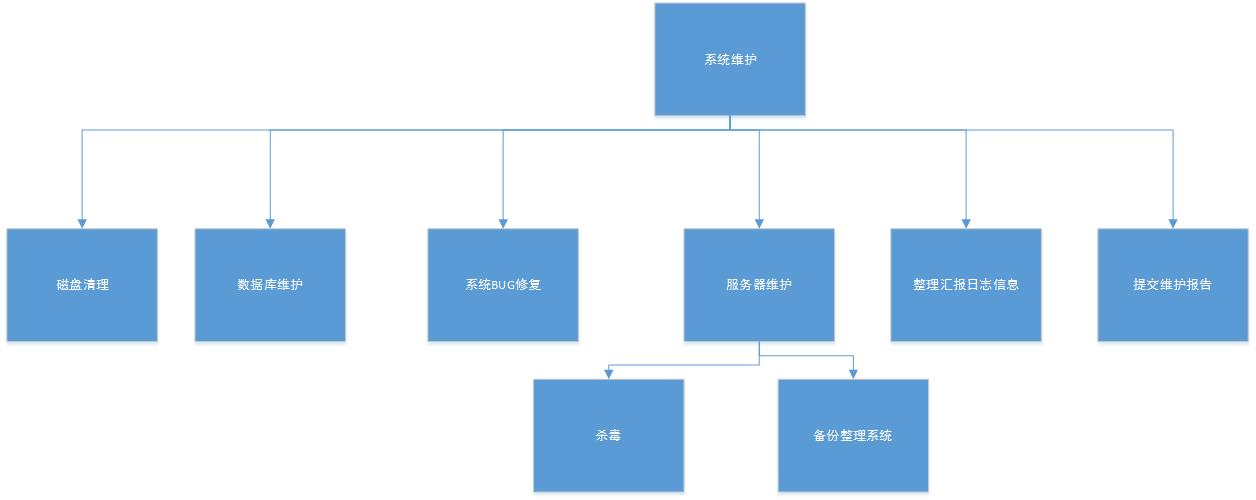 系统维护
磁盘清理
数据库维护
系统BUG修复
服务器维护
整理汇报日志信息
提交维护报告
杀毒
备份整理系统